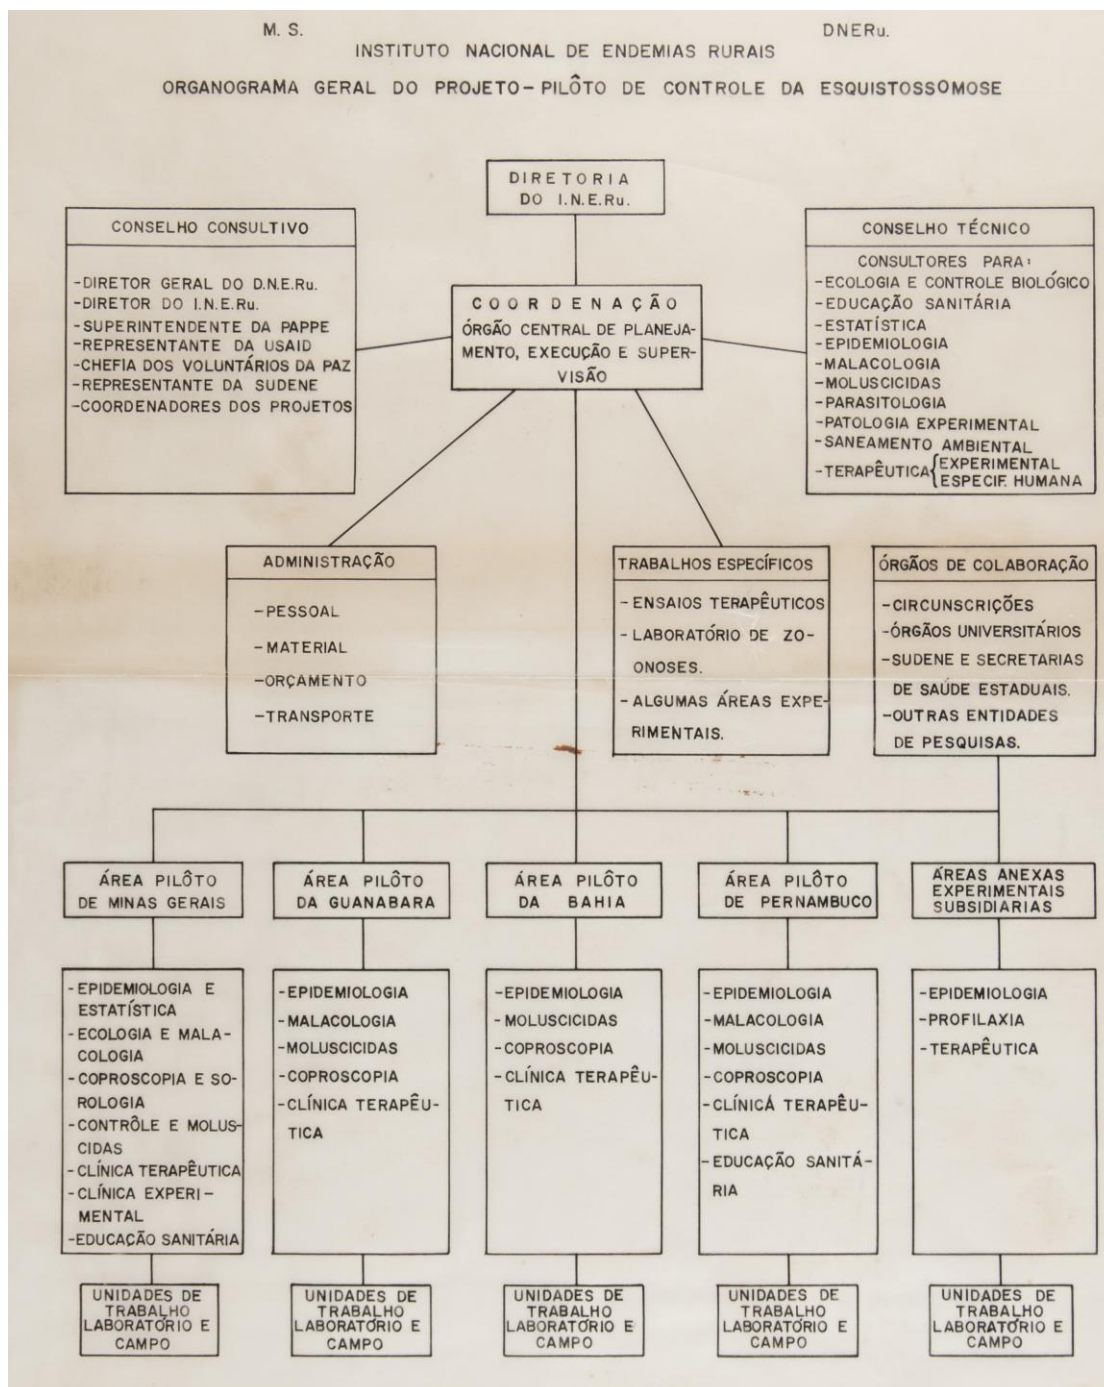 M. S. DNERu.
INSTITUTO NACIONAL DE ENDEMIAS RURAIS
ORGANOGRAMA GERAL DO PROJETO-PILÔTO DE CONTROLE DA ESQUISTOSSOMOSE
DIRETORIA
DO I.N.E.Ru.
CONSELHO CONSULTIVO
-DIRETOR GERAL DO D.N.E.Ru.
-DIRETOR DO I.N.E.Ru.
-SUPERINTENDENTE DA PAPPE
-REPRESENTANTE DA USAID
-CHEFIA DOS VOLUNTÁRIOS DA PAZ
-REPRESENTANTE DA SUDENE
-COORDENADORES DOS PROJETOS
COORDENAÇÃO
ÓRGÃO CENTRAL DE PLANEJA-
MENTO, EXECUÇÃO E SUPER-
VISÃO
CONSELHO TÉCNICO
CONSULTORES PARA:
-ECOLOGIA E CONTROLE BIOLÓGICO
-EDUCAÇÃO SANITÁRIA
-ESTATÍSTICA
-EPIDEMIOLOGIA
-MALACOLOGIA
-MOLUSCICIDAS
-PARASITOLOGIA
-PATOLOGIA EXPERIMENTAL
-SANEAMENTO AMBIENTAL
-TERAPÊUTICA {EXPERIMENTAL
ESPECIF. HUMANA
ADMINISTRAÇÃO
-PESSOAL
-MATERIAL
-ORÇAMENTO
-TRANSPORTE
TRABALHOS ESPECÍFICOS
-ENSAIOS TERAPÊUTICOS
-LABORATÓRIO DE ZO-
ONOSES.
-ALGUMAS ÁREAS EXPE-
RIMENTAIS.
ÓRGÃOS DE COLABORAÇÃO
-CIRCUNSCRIÇÕES
-ÓRGÃOS UNIVERSITÁRIOS
-SUDENE E SECRETARIAS
DE SAÚDE ESTADUAIS.
-OUTRAS ENTIDADES
DE PESQUISAS.
ÁREA PILÔTO
DE MINAS GERAIS
-EPIDEMIOLOGIA E
ESTATÍSTICA
-ECOLOGIA E MALA-
COLOGIA
-COPROSCOPIA E SO-
ROLOGIA
-CONTRÔLE E MOLUS-
CIDAS
-CLÍNICA TERAPÊUTICA
-CLÍNICA EXPERI-
MENTAL
-EDUCAÇÃO SANITÁRIA
UNIDADES DE
TRABALHO
LABORATÓRIO E
CAMPO
ÁREA PILÔTO
DA GUANABARA
-EPIDEMIOLOGIA
-MALACOLOGIA
-MOLUSCICIDAS
-COPROSCOPIA
-CLÍNICA TERAPÊU-
TICA
UNIDADES DE
TRABALHO
LABORATÓRIO E
CAMPO
ÁREA PILÔTO
DA BAHIA
-EPIDEMIOLOGIA
-MOLUSCICIDAS
-COPROSCOPIA
-CLÍNICA TERAPÊU-
TICA
UNIDADES DE
TRABALHO
LABORATÓRIO E
CAMPO
ÁREA PILÔTO
DE PERNAMBUCO
-EPIDEMIOLOGIA
-MALACOLOGIA
-MOLUSCICIDAS
-COPROSCOPIA
-CLÍNICÁ TERAPÊU-
TICA
-EDUCAÇÃO SANITÁ-
RIA
UNIDADES DE
TRABALHO
LABORATÓRIO E
CAMPO
ÁREAS ANEXAS
EXPERIMENTAIS
SUBSIDIARIAS
-EPIDEMIOLOGIA
-PROFILAXIA
-TERAPÊUTICA
UNIDADES DE
TRABALHO
LABORATÓRIO E
CAMPO